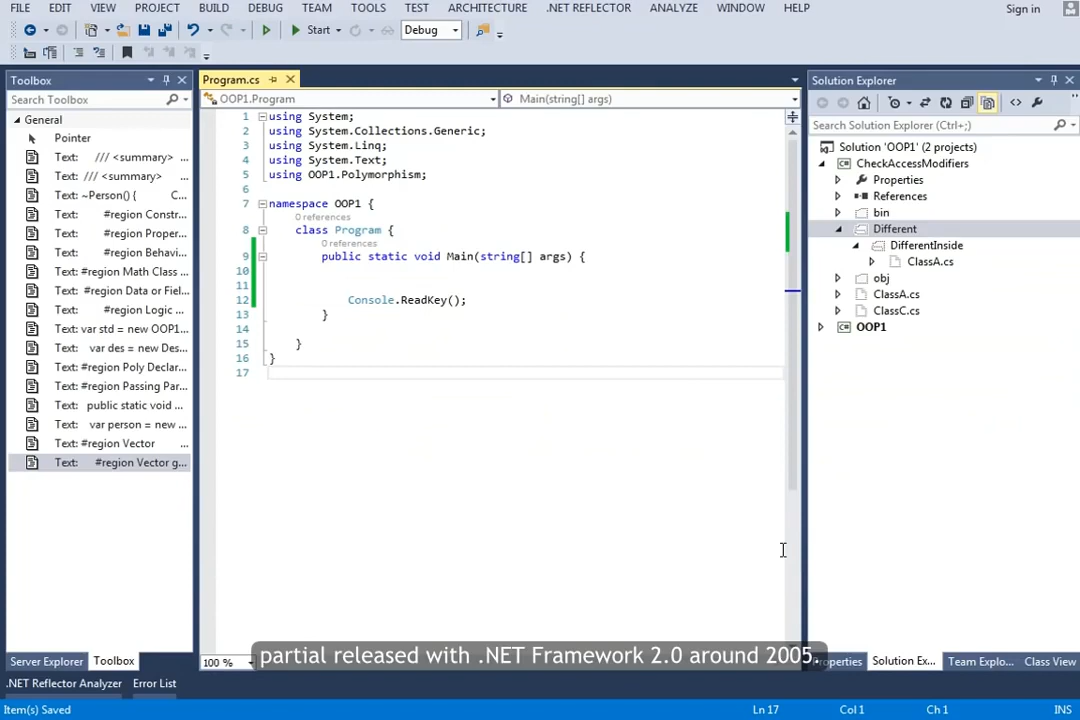 FILE EDIT VIEW PROJECT BUILD DEBUG TEAM TOOLS TEST ARCHITECTURE .NET REFLECTOR ANALYZE WINDOW HELP Sign in
Start Debug
Toolbox
Search Toolbox
General
Pointer
Text: /// <summary> ...
Text: /// <summary> ...
Text: ~Person() { C...
Text: #region Constr...
Text: #region Proper...
Text: #region Behavi...
Text: #region Math Class ...
Text: #region Data or Fiel...
Text: #region Logic ...
Text: var std = new OOP1...
Text: var des = new Des...
Text: #region Poly Declar...
Text: #region Passing Par...
Text: public static void ...
Text: var person = new ...
Text: #region Vector ...
Text: #region Vector g...
Server Explorer Toolbox
.NET Reflector Analyzer Error List
Program.cs
OOP1.Program Main(string[] args)
1 using System;
2 using System.Collections.Generic;
3 using System.Linq;
4 using System.Text;
5 using OOP1.Polymorphism;
6
7 namespace OOP1 {
0 references
8 class Program {
0 references
9 public static void Main(string[] args) {
10
11
12 Console.ReadKey();
13 }
14
15 }
16 }
17
100 %
partial released with .NET Framework 2.0 around 2005.
Solution Explorer
Search Solution Explorer (Ctrl+;)
Solution 'OOP1' (2 projects)
CheckAccessModifiers
Properties
References
bin
Different
DifferentInside
ClassA.cs
obj
ClassA.cs
ClassC.cs
OOP1
Properties Solution Ex... Team Explo... Class View
Item(s) Saved Ln 17 Col 1 Ch 1 INS